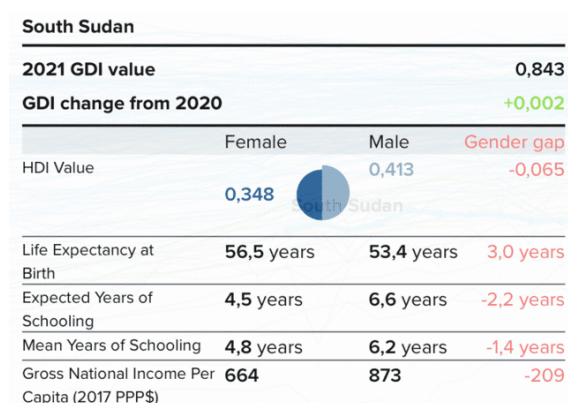 South Sudan
2021 GDI value 0,843
GDI change from 2020 +0,002
Female Male Gender gap
HDI Value 0,413 -0,065
0,348
South Sudan
Life Expectancy at 56,5 years 53,4 years 3,0 years
Birth
Expected Years of 4,5 years 6,6 years -2,2 years
Schooling
Mean Years of Schooling 4,8 years 6,2 years -1,4 years
Gross National Income Per 664 873 -209
Capita (2017 PPP$)